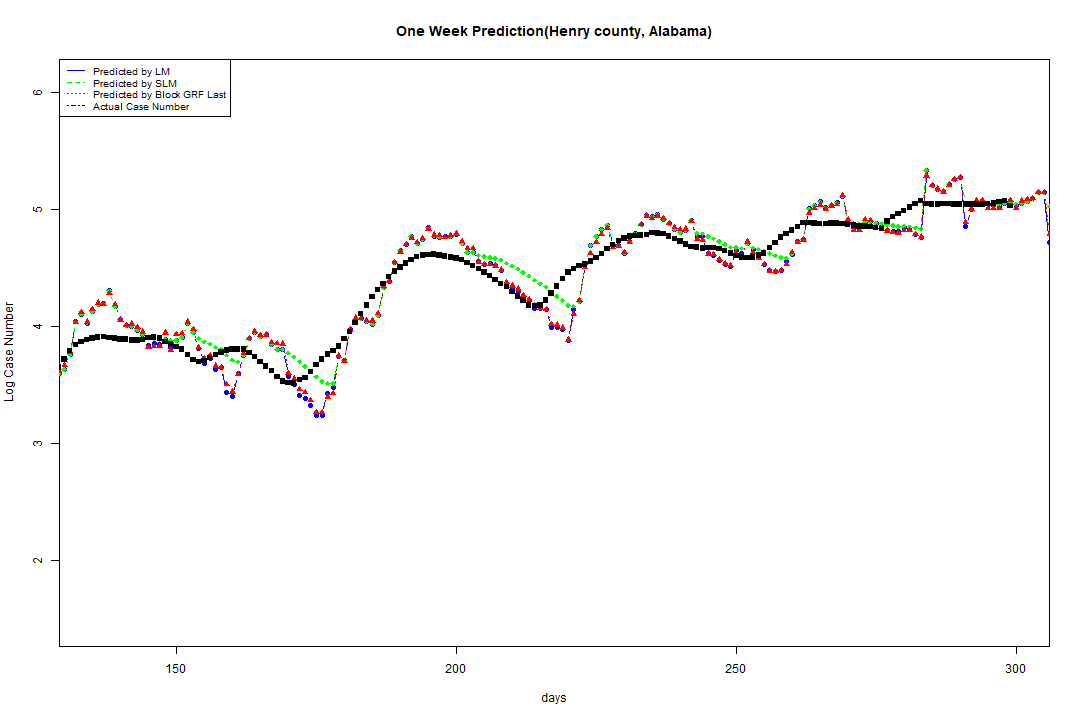 One Week Prediction(Henry county, Alabama)
Predicted by LM
Predicted by SLM
Predicted by Block GRF Last
Actual Case Number
6
5
4
3
2
Log Case Number
150 200 250 300
days